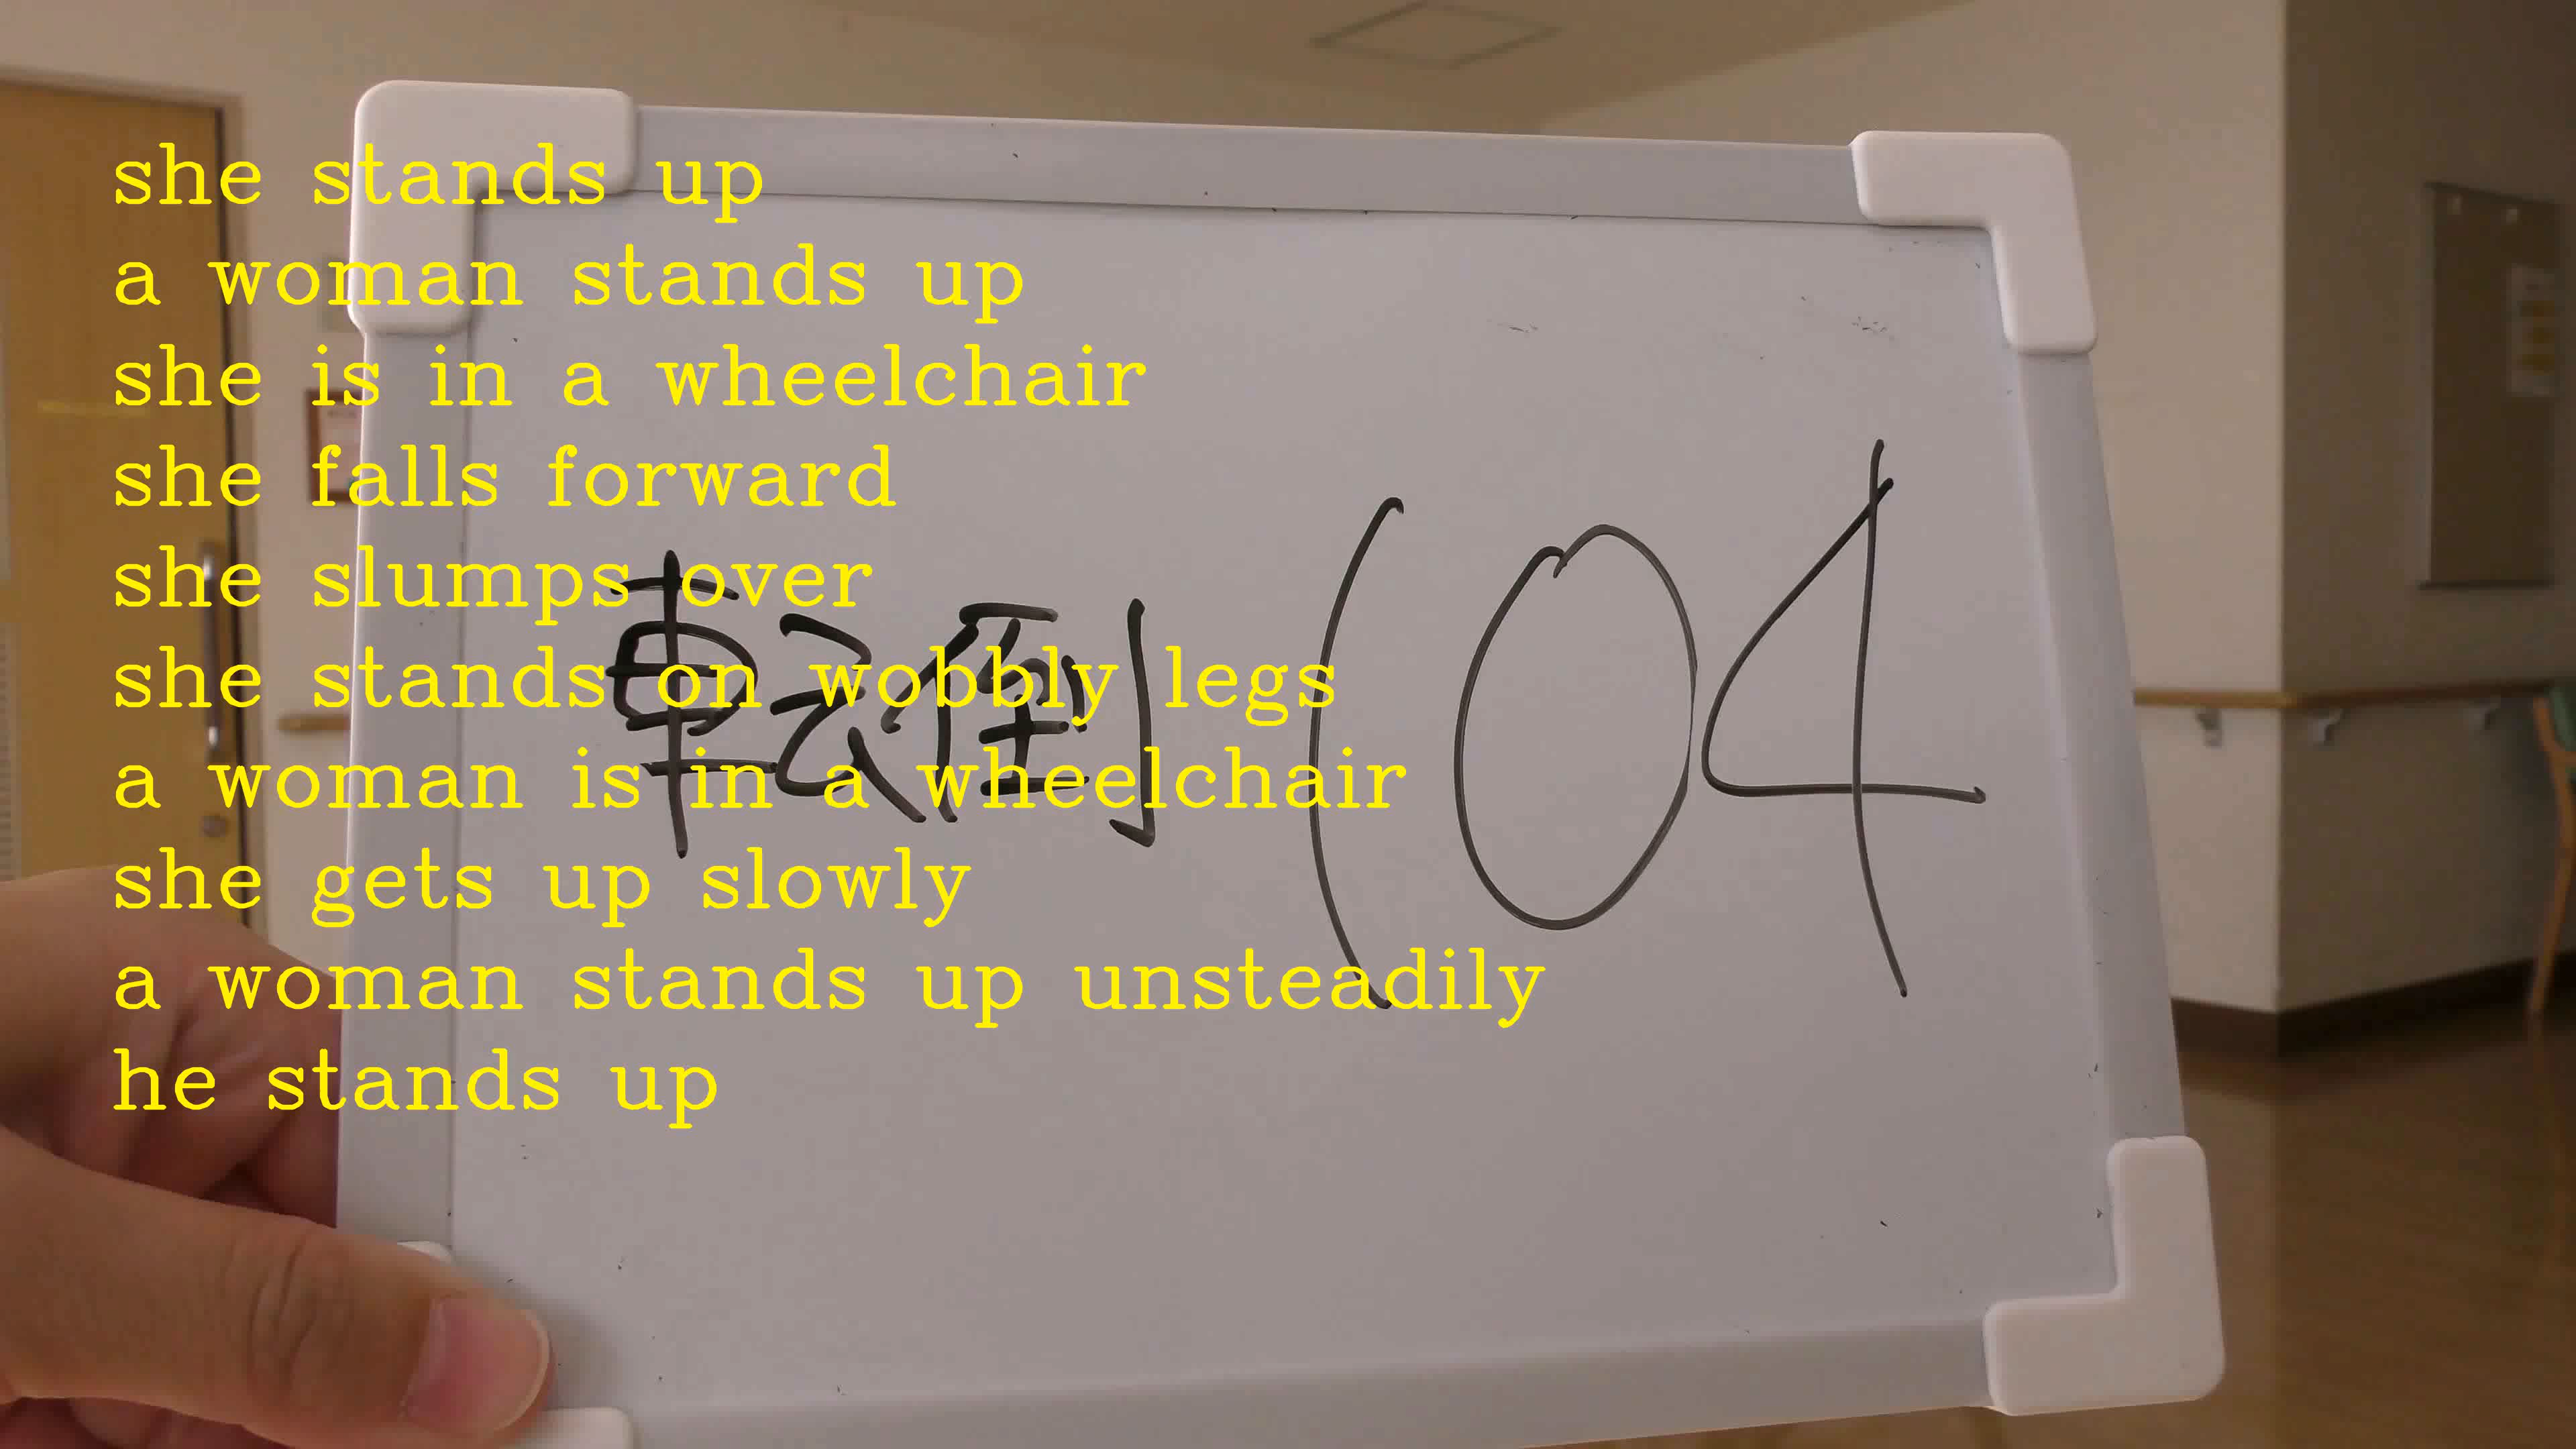 she stands up
a woman stands up
she is in a wheelchair
she falls forward
she slumps over
she stands on wobbly legs
a woman is in a wheelchair
she gets up slowly
a woman stands up unsteadily
he stands up
転倒 (04